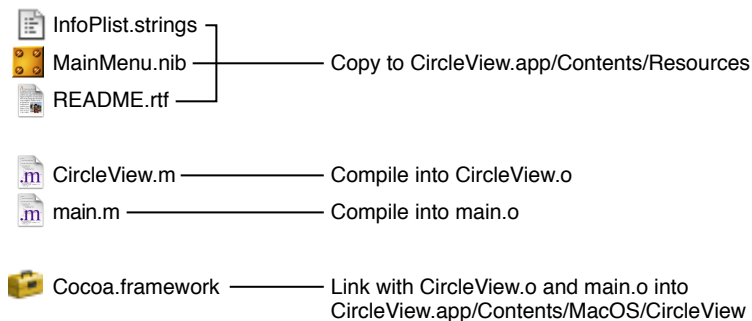 InfoPlist.strings
MainMenu.nib
Copy to CircleView.app/Contents/Resources
README.rtf
.m CircleView.m
Compile into CircleView.o
.m main.m
Compile into main.o
Cocoa.framework
Link with CircleView.o and main.o into
CircleView.app/Contents/MacOS/CircleView